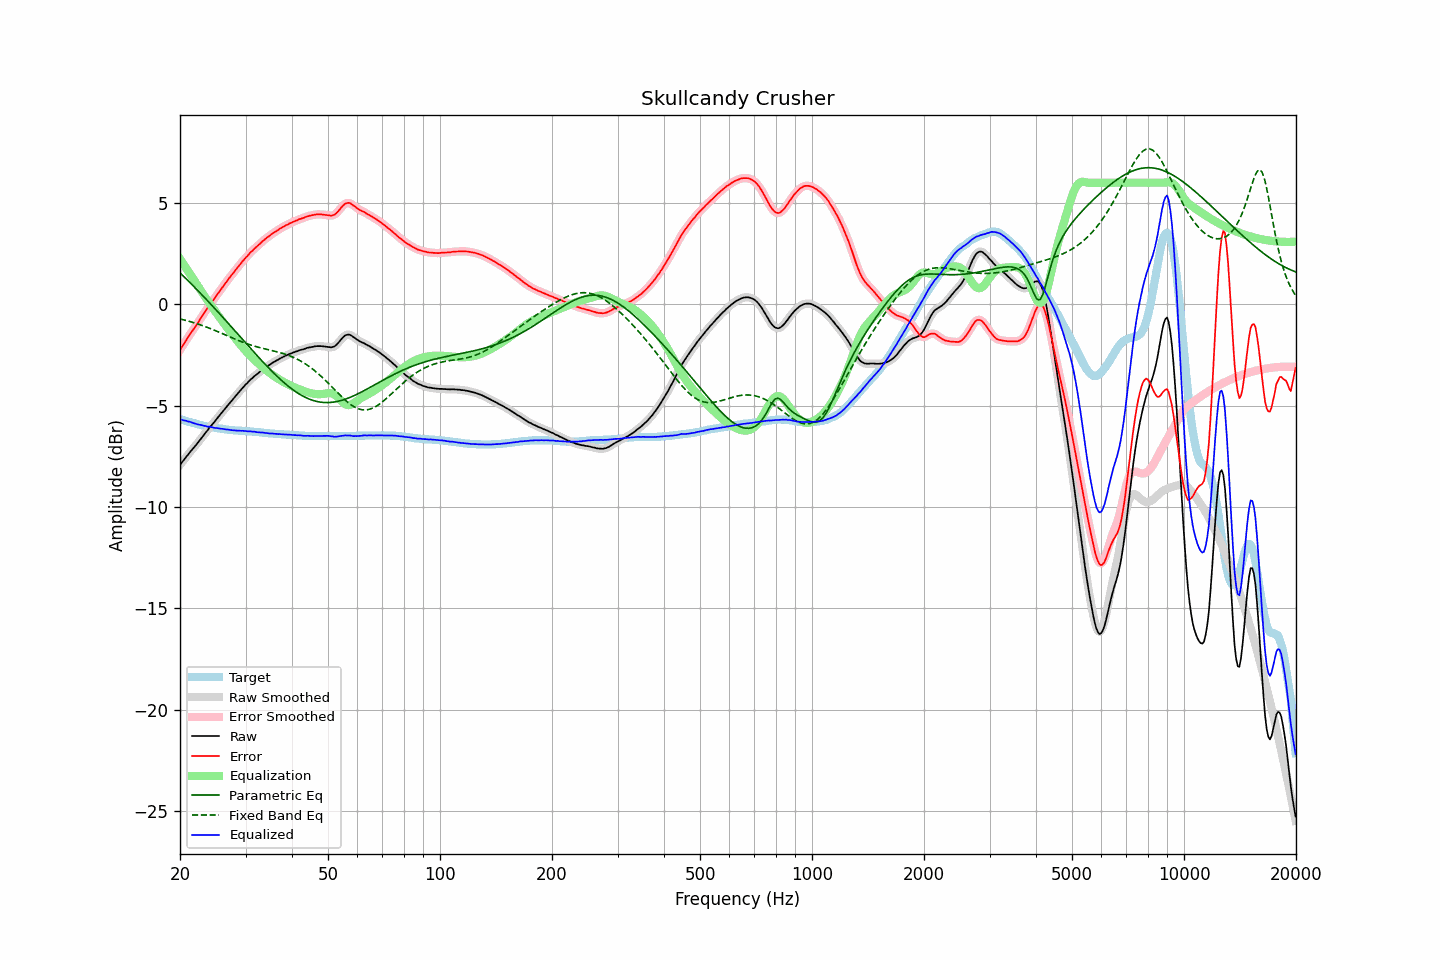 Skullcandy Crusher
Amplitude (dBr)
5
0
−5
−10
−15
−20
−25
Target
Raw Smoothed
Error Smoothed
Raw
Error
Equalization
Parametric Eq
Fixed Band Eq
Equalized
20 50 100 200 500 1000 2000 5000 10000 20000
Frequency (Hz)